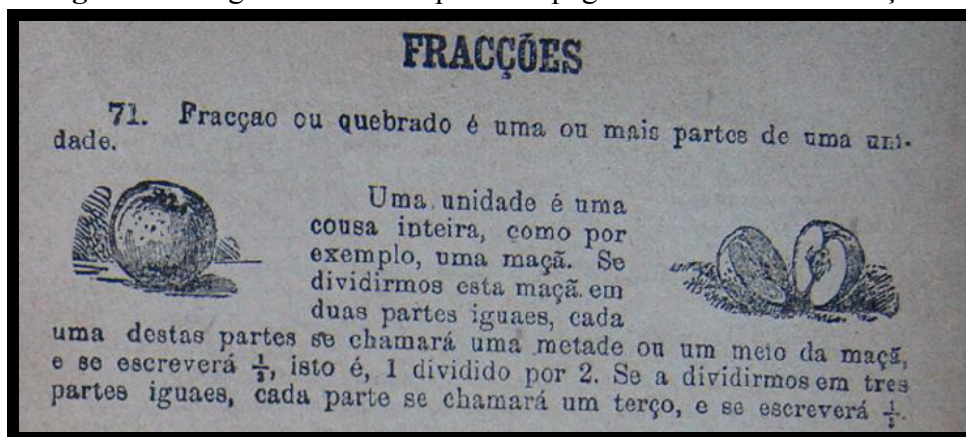 FRACÇÕES
71. Fracçao ou quebrado é uma ou mais partes de uma uni-
dade.
Uma unidade é uma
cousa inteira, como por
exemplo, uma maçã. Se
dividirmos esta maçã em
duas partes iguaes, cada
uma destas partes se chamará uma metade ou um meio da maçã,
e se escreverá ½, isto é, 1 dividido por 2. Se a dividirmos em tres
partes iguaes, cada parte se chamará um terço, e se escreverá ⅓.